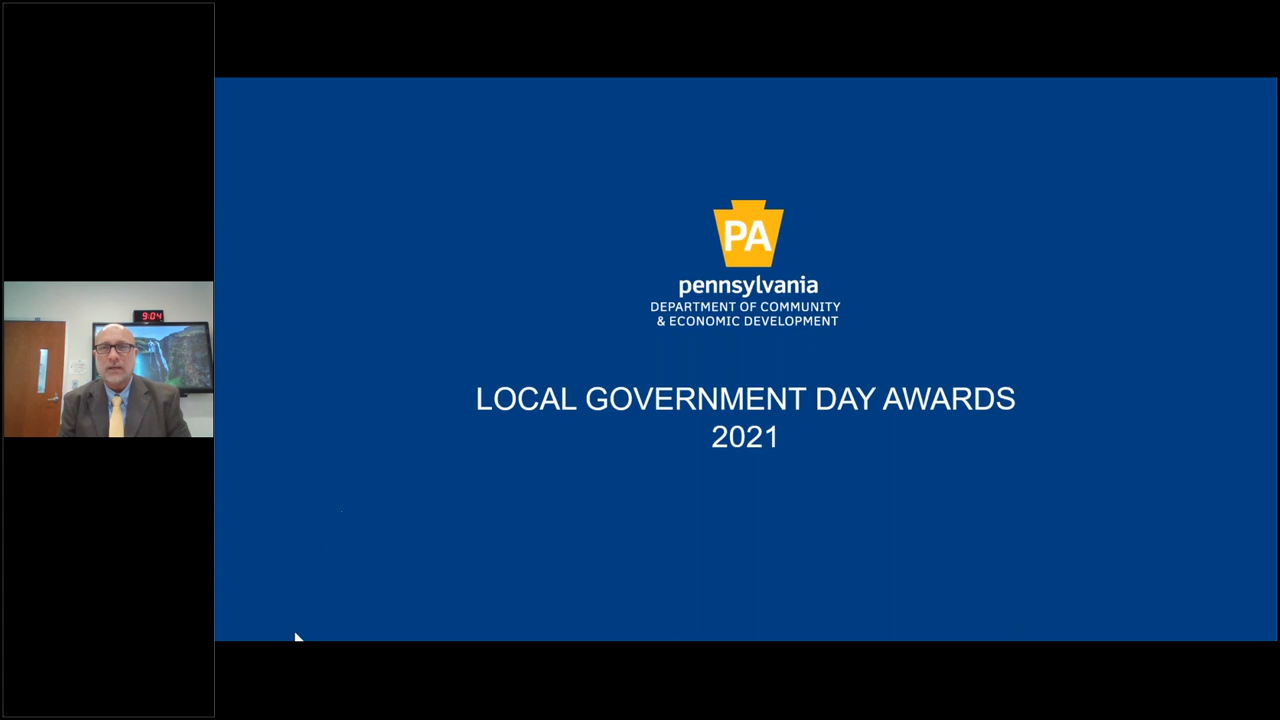 9:04
PA
pennsylvania
DEPARTMENT OF COMMUNITY
& ECONOMIC DEVELOPMENT
LOCAL GOVERNMENT DAY AWARDS
2021